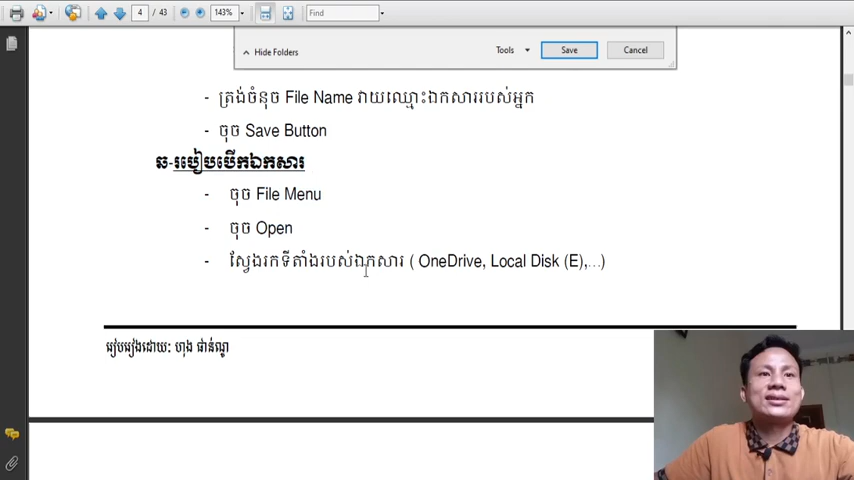 4 / 43 143% Find
Hide Folders Tools Save Cancel
- ត្រង់ចំនុច File Name វាយឈ្មោះឯកសាររបស់អ្នក
- ចុច Save Button
ឆ-របៀបបើកឯកសារ
- ចុច File Menu
- ចុច Open
- ស្វែងរកទីតាំងរបស់ឯកសារ ( OneDrive, Local Disk (E),...)
រៀបរៀងដោយ: ហុង ផាន់ណូ